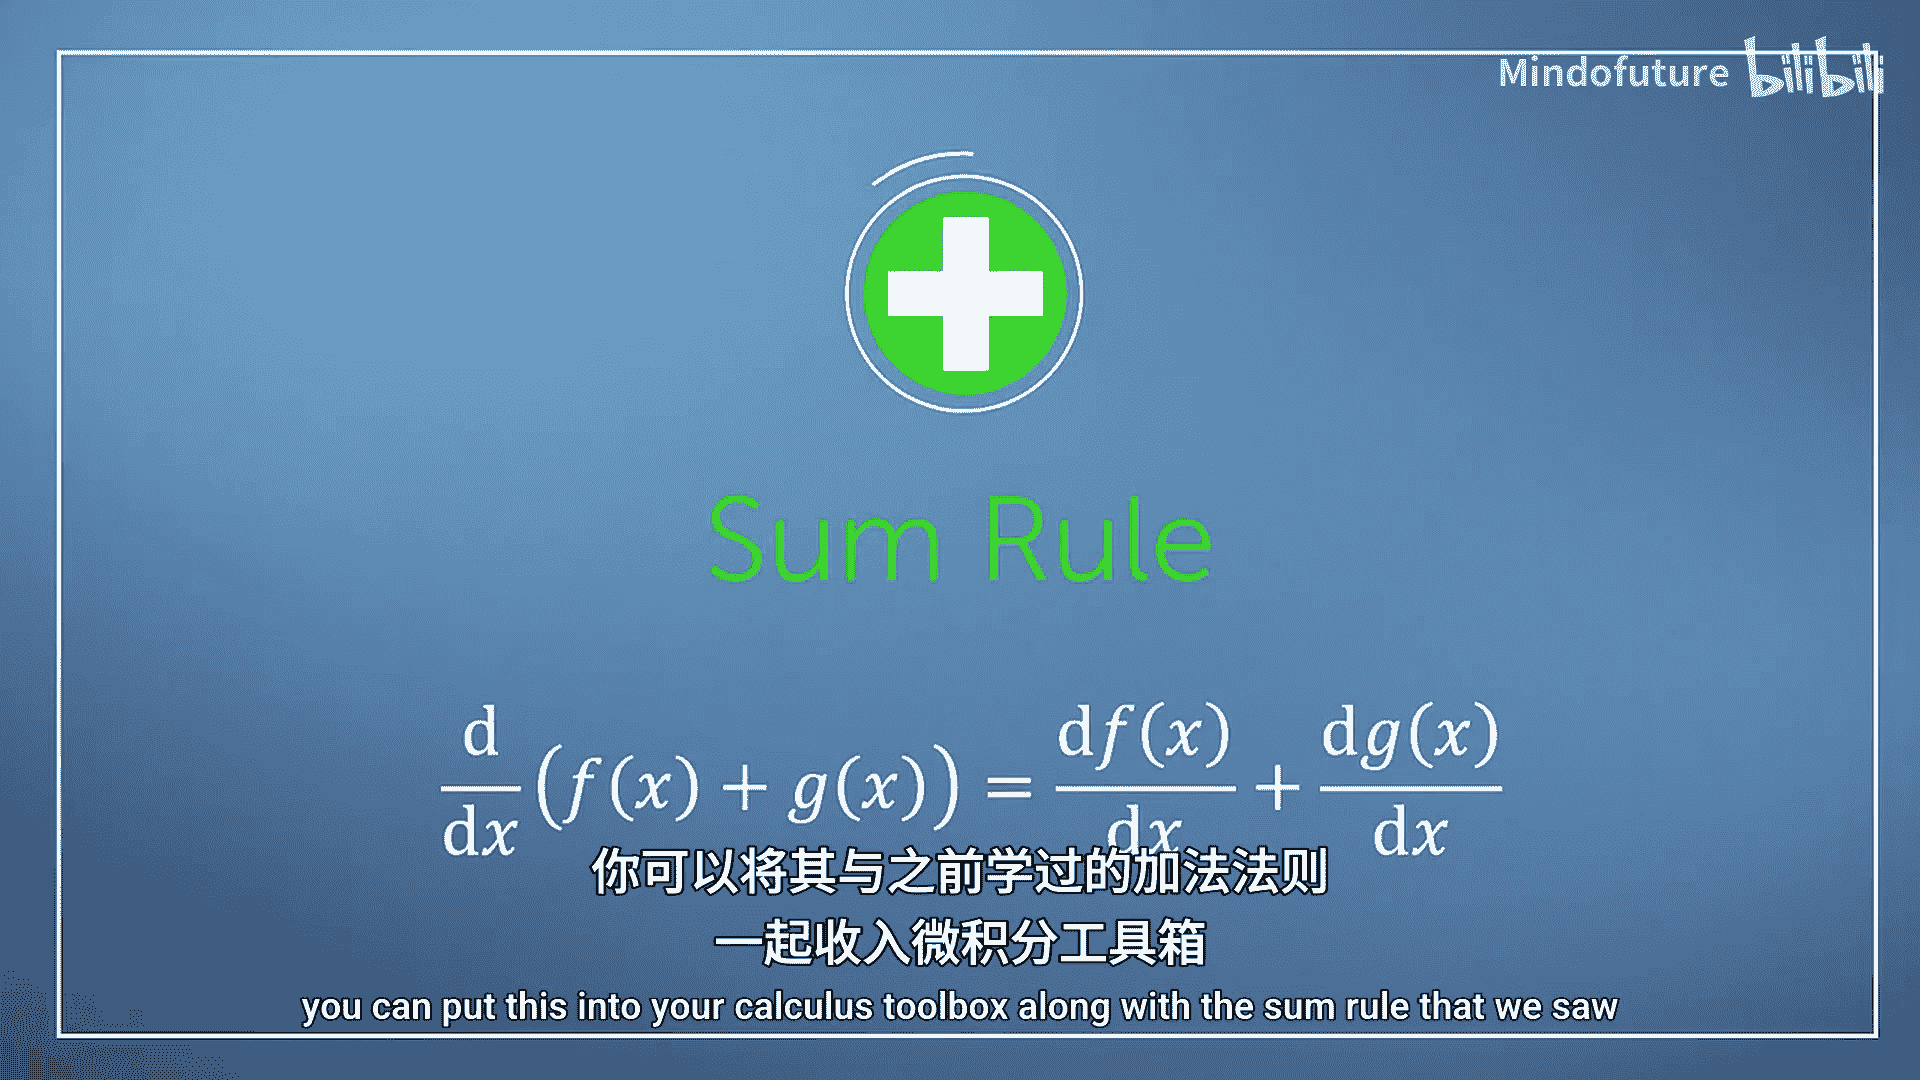 Mindofuture bilibili
Sum Rule
d/dx (f(x) + g(x)) = df(x)/dx + dg(x)/dx
你可以将其与之前学过的加法法则
一起收入微积分工具箱
you can put this into your calculus toolbox along with the sum rule that we saw